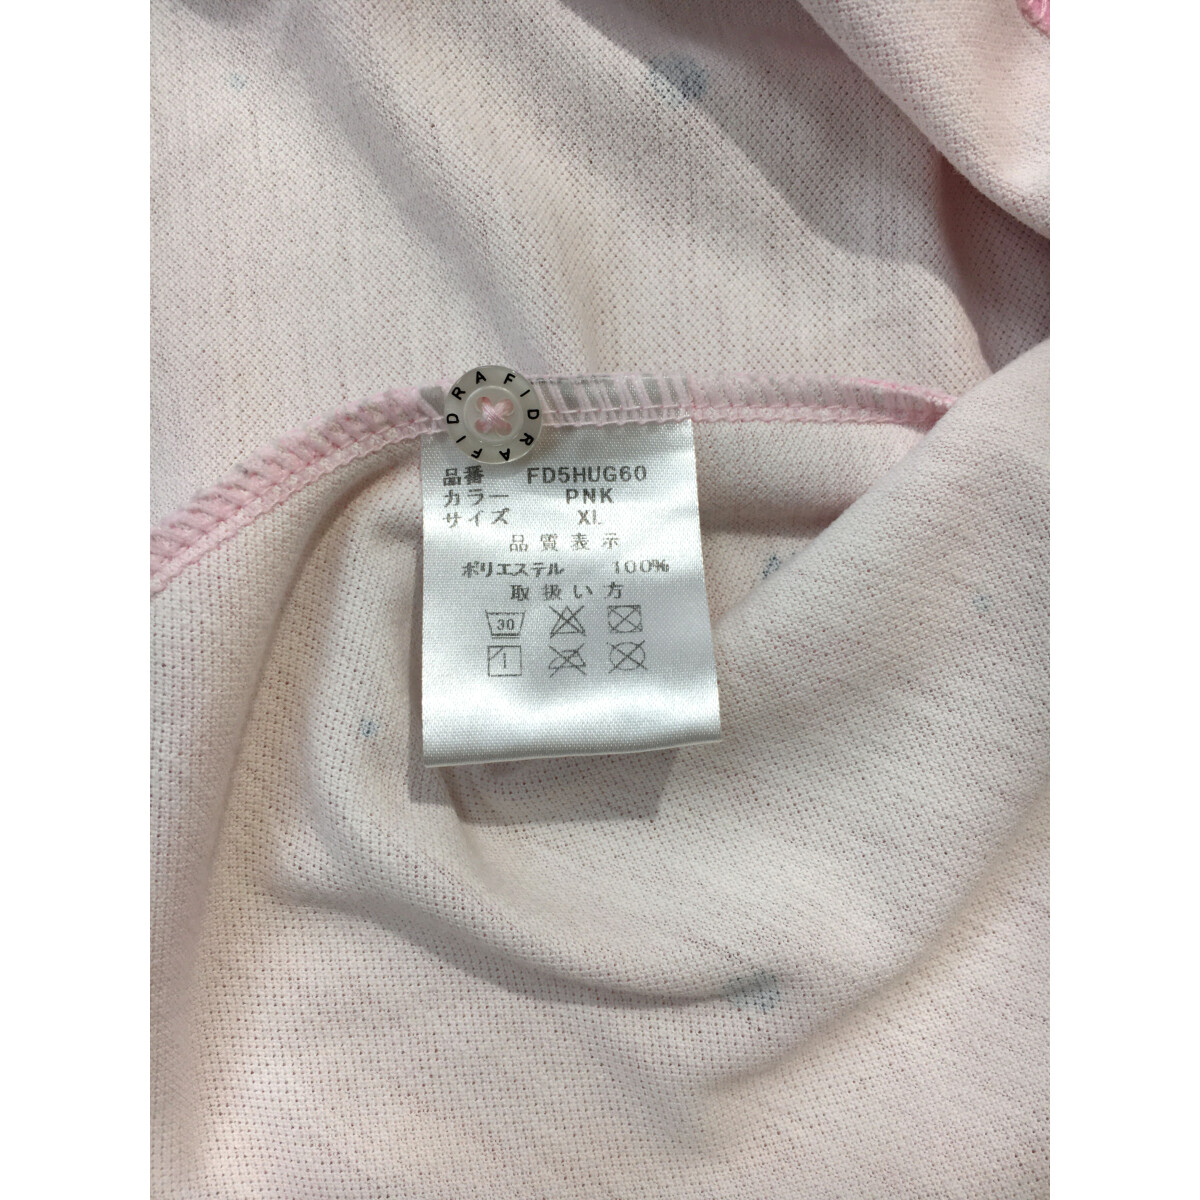 FIDRAFIDRA
品番 FD5HUG60
カラー PNK
サイズ XL
品質表示
ポリエステル 100%
取扱い方
30